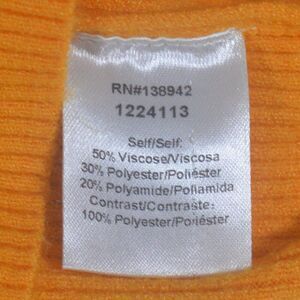 RN#138942
1224113
Self/Self:
50% Viscose/Viscosa
30% Polyester/Poliéster
20% Polyamide/Poliamida
Contrast/Contraste:
100% Polyester/Poliéster